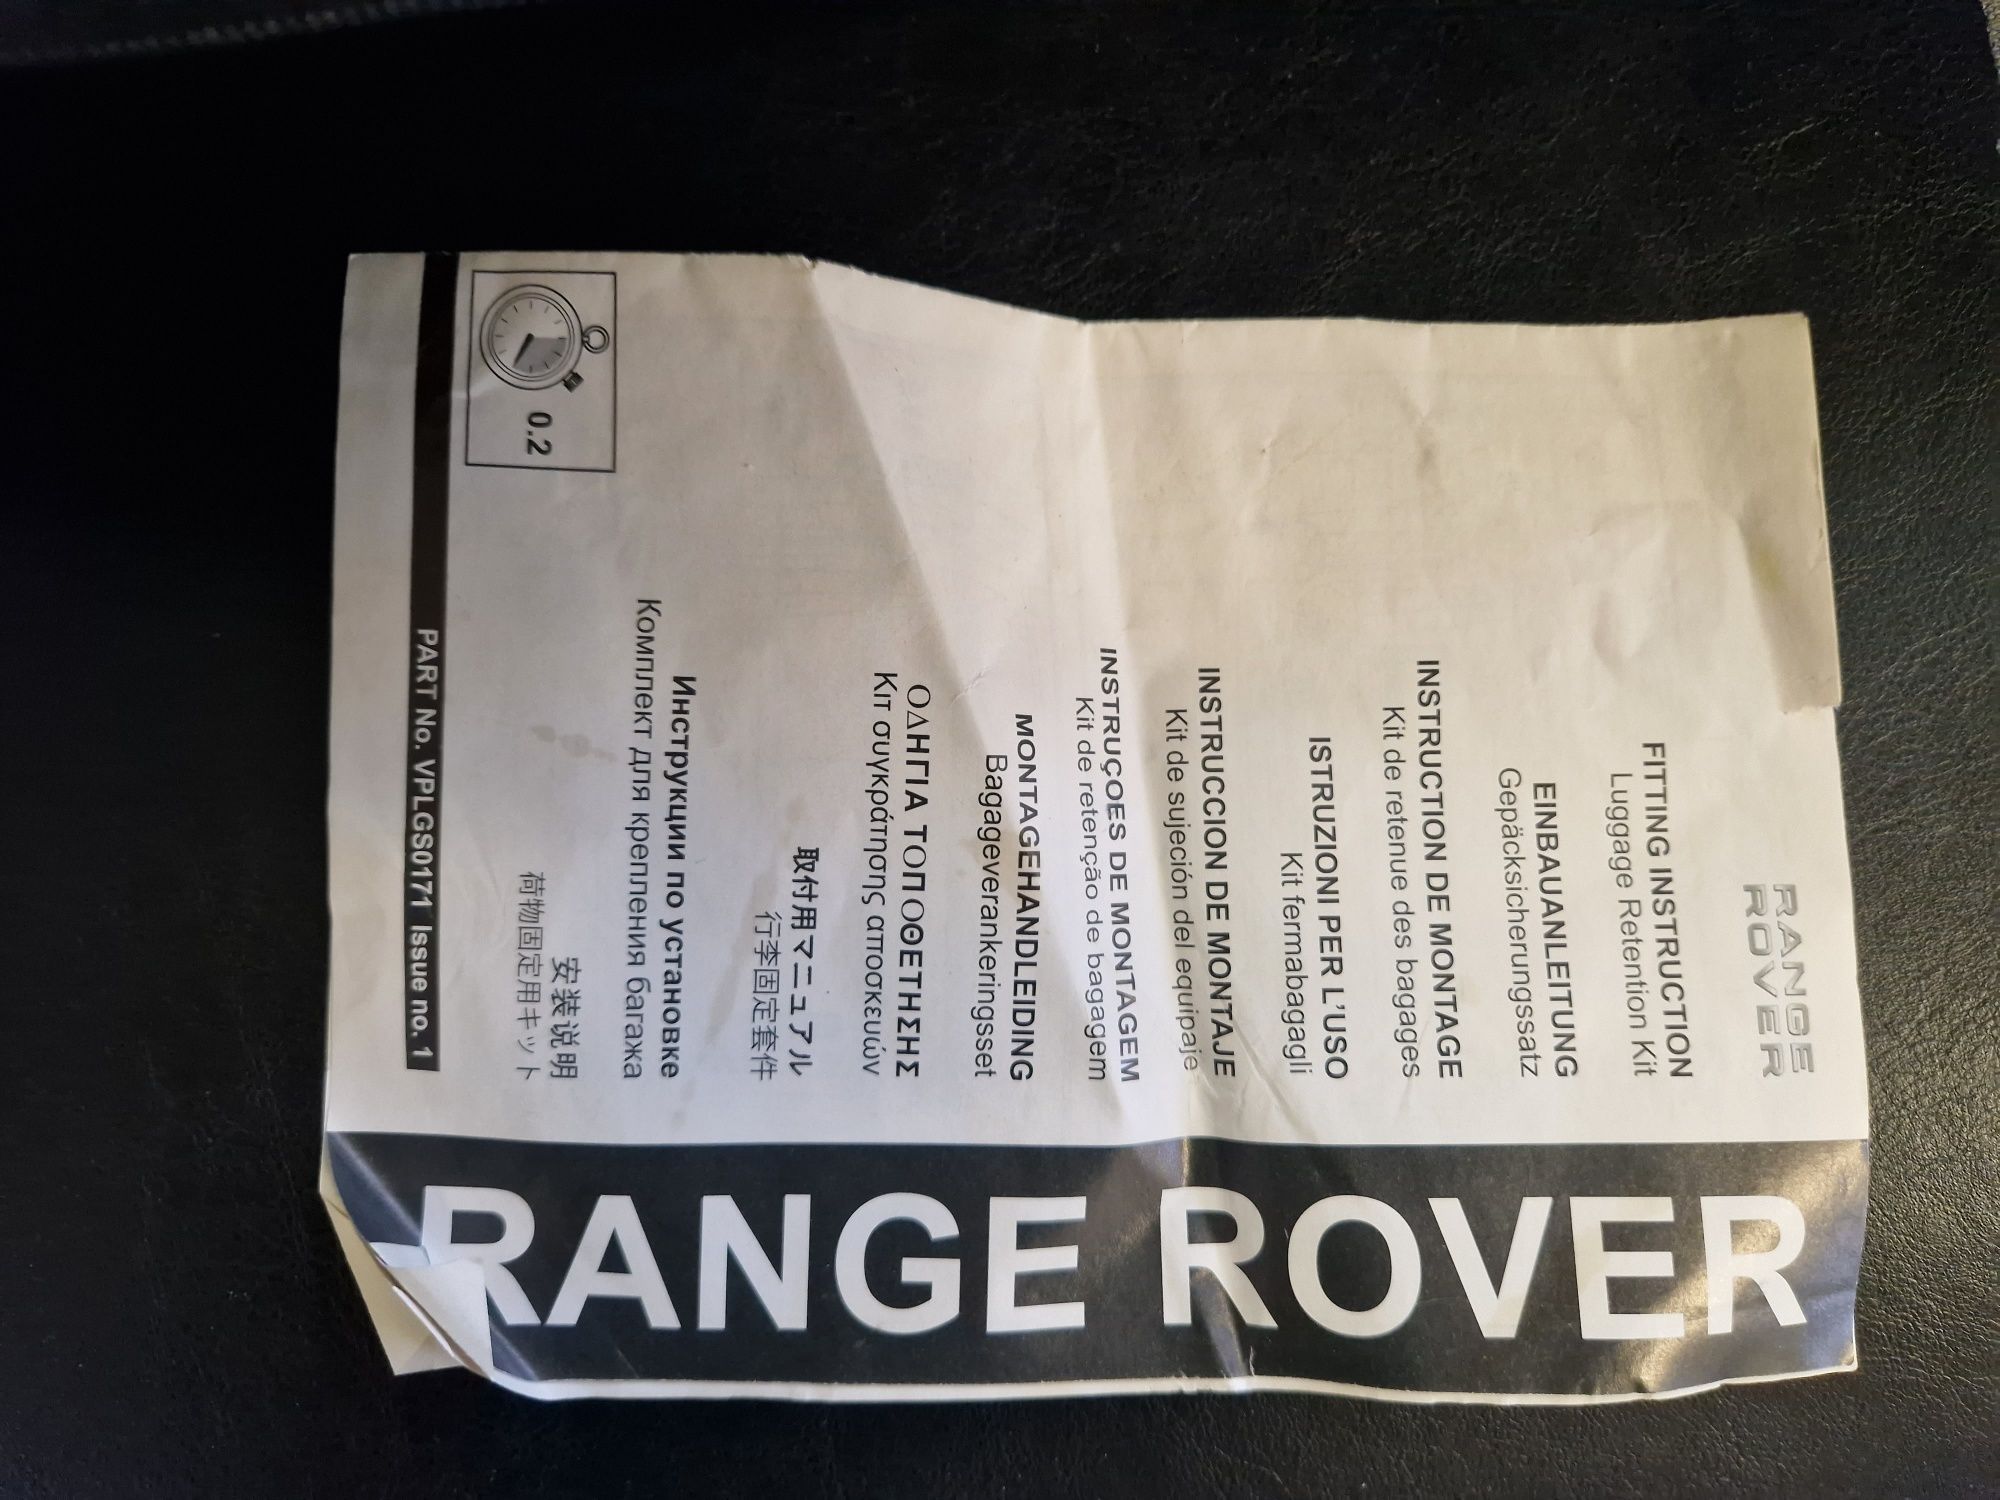 RANGE
ROVER
FITTING INSTRUCTION
Luggage Retention Kit
EINBAUANLEITUNG
Gepäcksicherungssatz
INSTRUCTION DE MONTAGE
Kit de retenue des bagages
ISTRUZIONI PER L'USO
Kit fermabagagli
INSTRUCCION DE MONTAJE
Kit de sujeción del equipaje
INSTRUÇOES DE MONTAGEM
Kit de retenção de bagagem
MONTAGEHANDLEIDING
Bagageverankeringsset
ΟΔΗΓΙΑ ΤΟΠΟΘΕΤΗΣΗΣ
Κιτ συγκράτησης αποσκευών
取付用マニュアル
行李固定套件
Инструкции по установке
Комплект для крепления багажа
安装说明
荷物固定用キット
0.2
PART No. VPLGS0171 Issue no. 1
RANGE ROVER